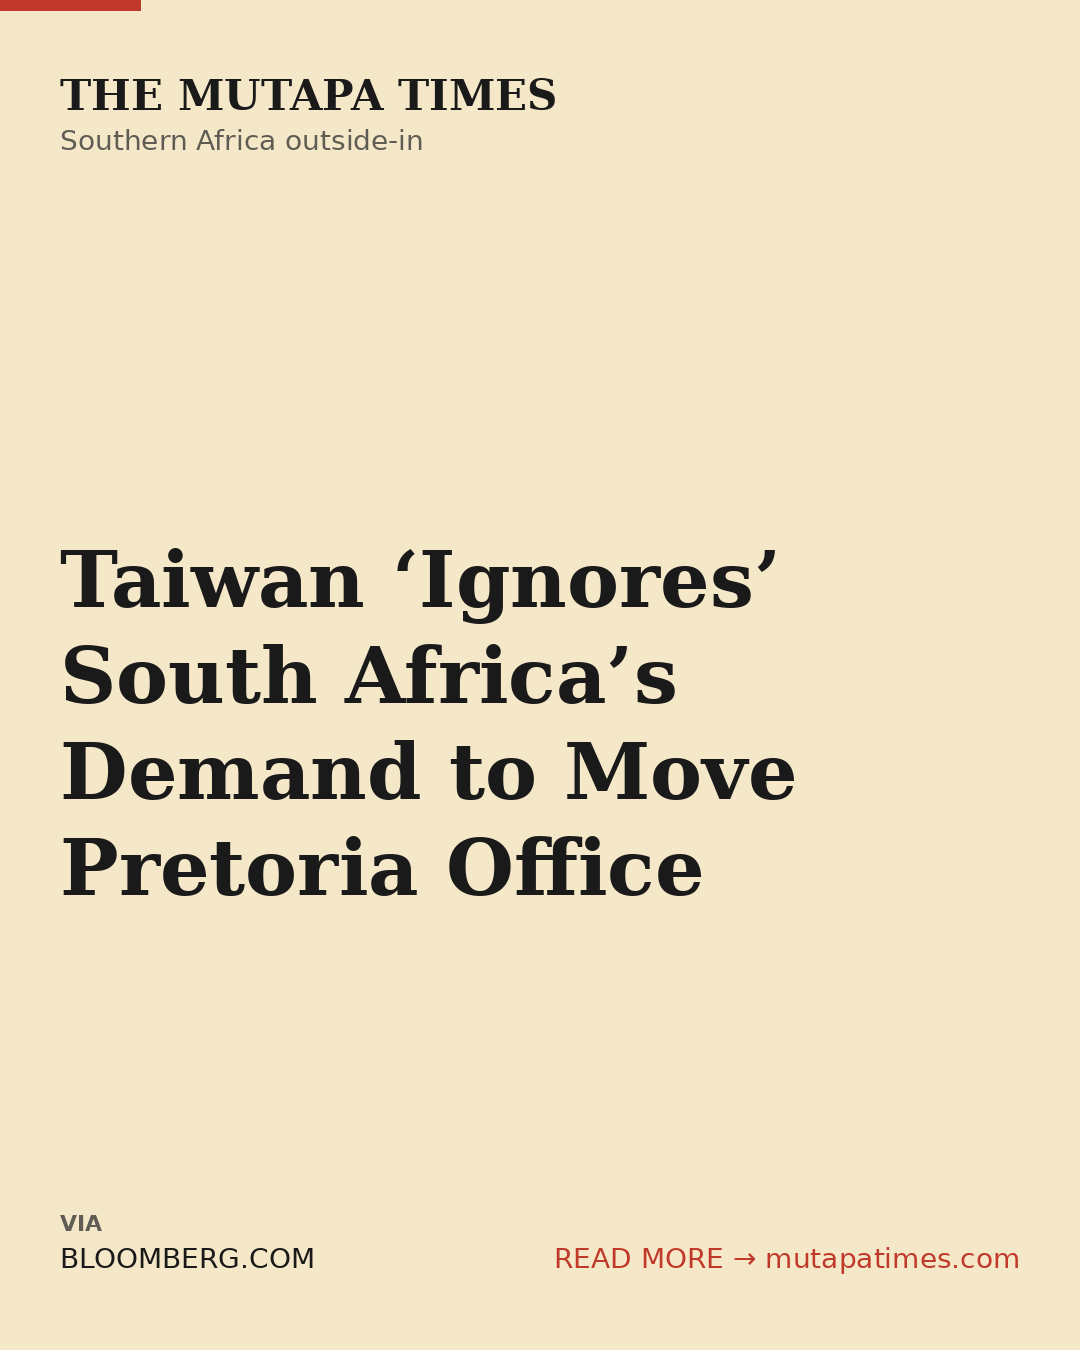 THE MUTAPA TIMES
Southern Africa outside-in
Taiwan ‘Ignores’
South Africa’s
Demand to Move
Pretoria Office
VIA
BLOOMBERG.COM
READ MORE → mutapatimes.com